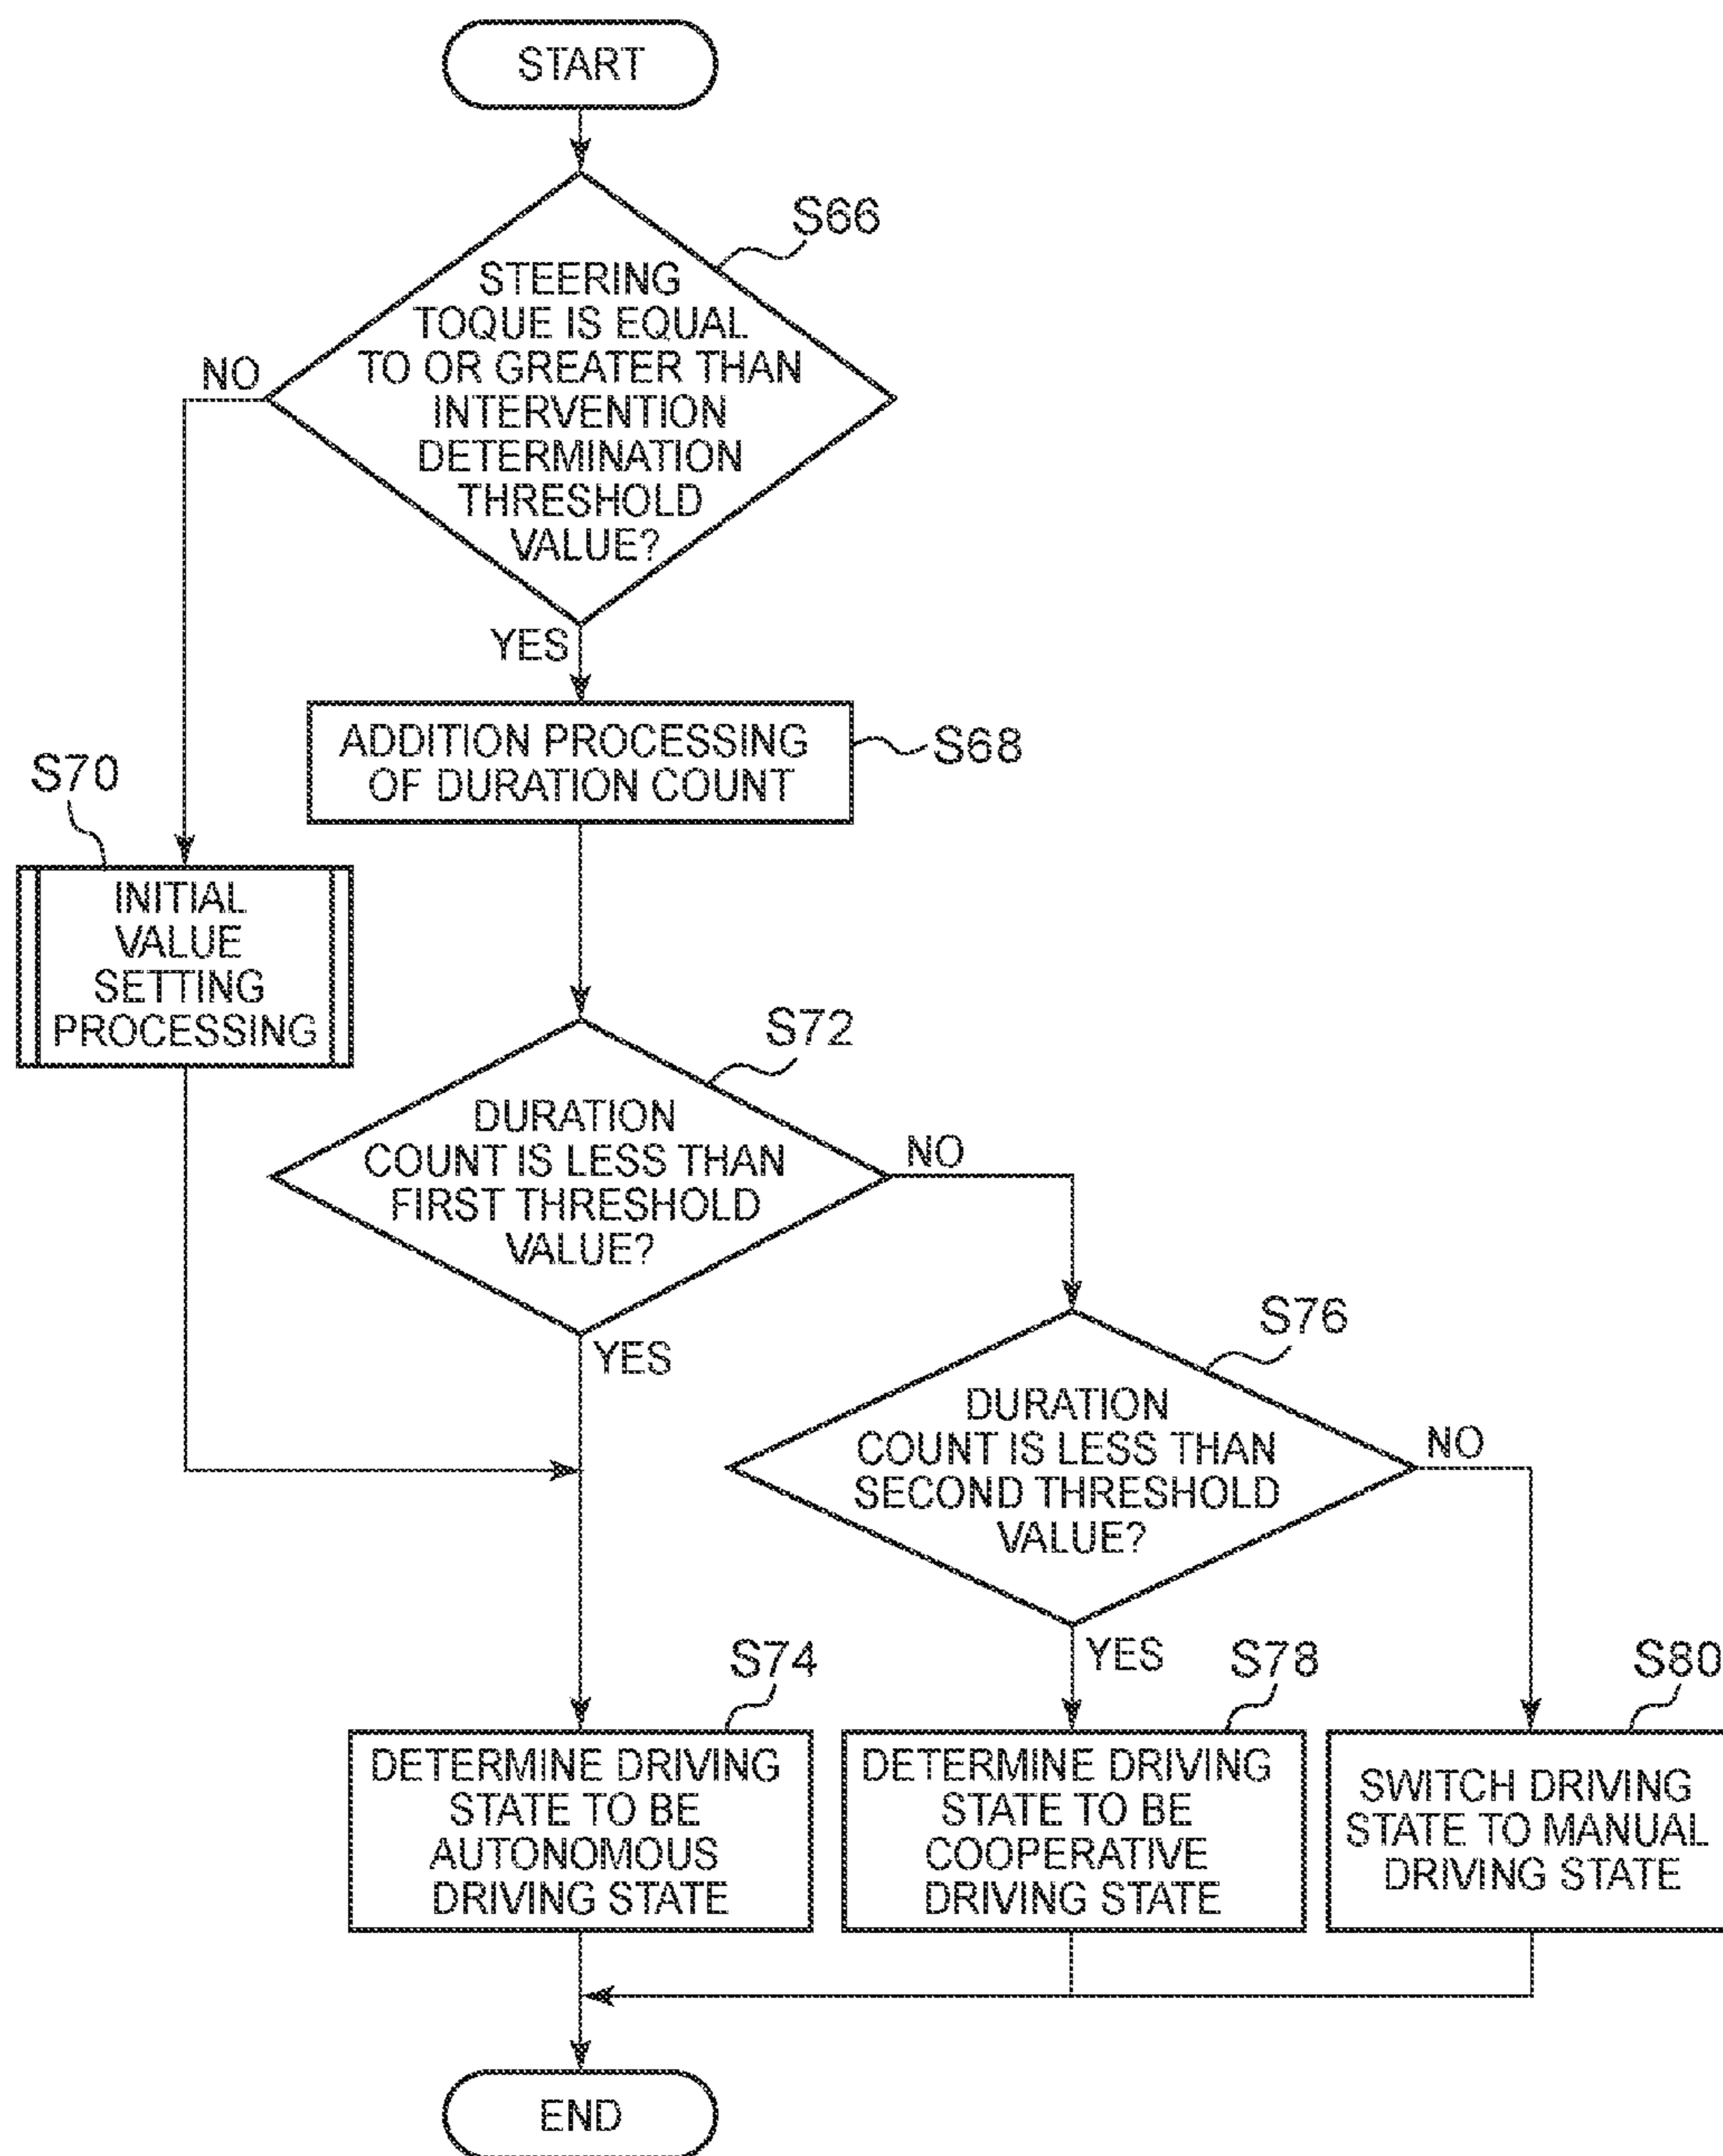 START
S66
STEERING
TOQUE IS EQUAL
TO OR GREATER THAN
INTERVENTION
DETERMINATION
THRESHOLD
VALUE?
NO
YES
ADDITION PROCESSING
OF DURATION COUNT
S68
S70
INITIAL
VALUE
SETTING
PROCESSING
S72
DURATION
COUNT IS LESS THAN
FIRST THRESHOLD
VALUE?
NO
YES
S76
DURATION
COUNT IS LESS THAN
SECOND THRESHOLD
VALUE?
NO
YES
S74
DETERMINE DRIVING
STATE TO BE
AUTONOMOUS
DRIVING STATE
S78
DETERMINE DRIVING
STATE TO BE
COOPERATIVE
DRIVING STATE
S80
SWITCH DRIVING
STATE TO MANUAL
DRIVING STATE
END